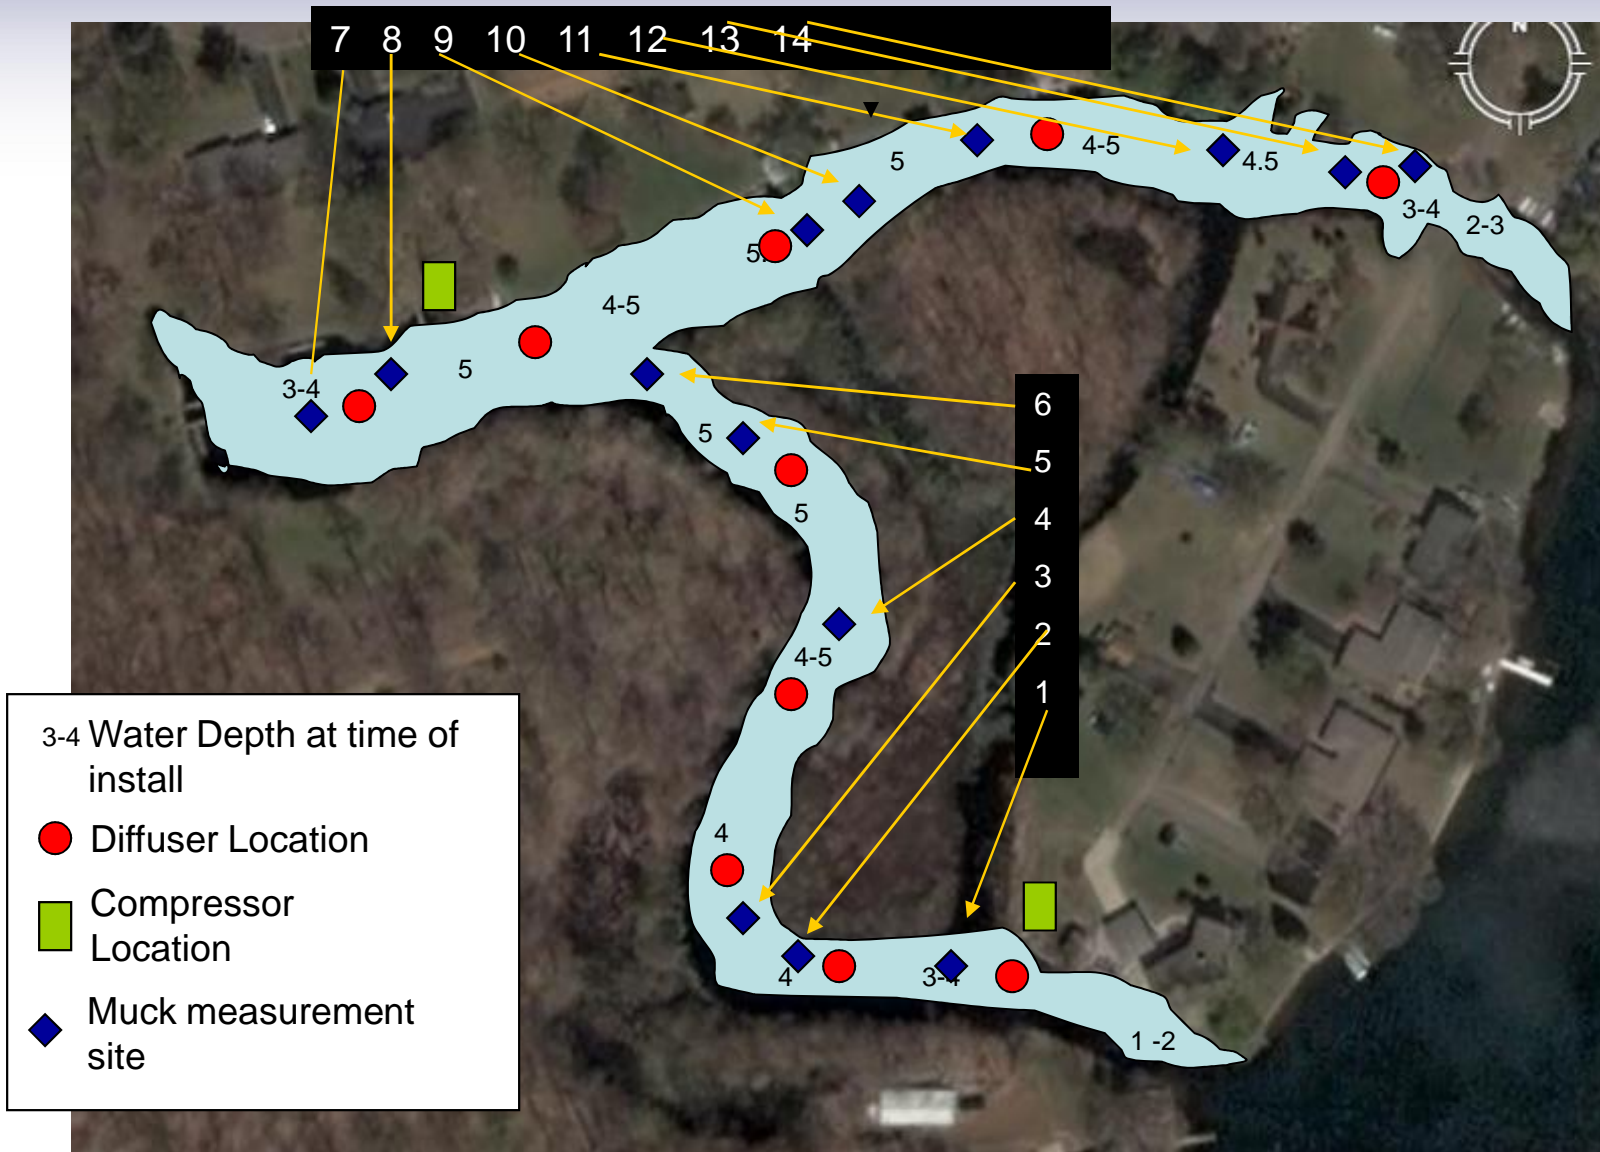 7 8 9 10 11 12 13 14
N
5
4-5
4.5
3-4
2-3
5.
4-5
5
3-4
6
5
5
5
4
3
4-5
2
1
3-4 Water Depth at time of
install
Diffuser Location
4
Compressor
Location
4
3-4
Muck measurement
site
1 -2